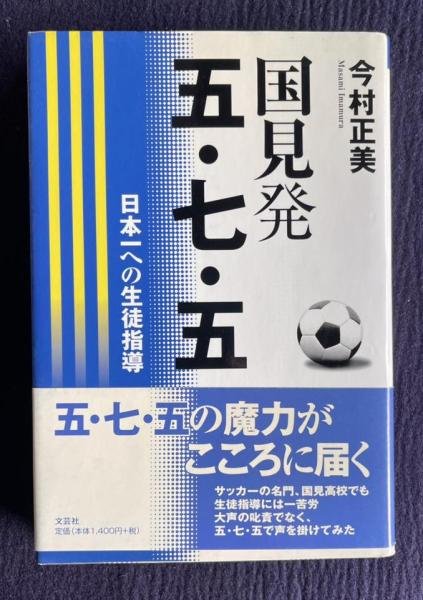 今村正美
Masami Imamura
国見発
五・七・五
日本一への生徒指導
五・七・五の魔力が
こころに届く
サッカーの名門、国見高校でも
生徒指導には一苦労
大声の叱責でなく、
五・七・五で声を掛けてみた
文芸社
定価(本体1,400円+税)